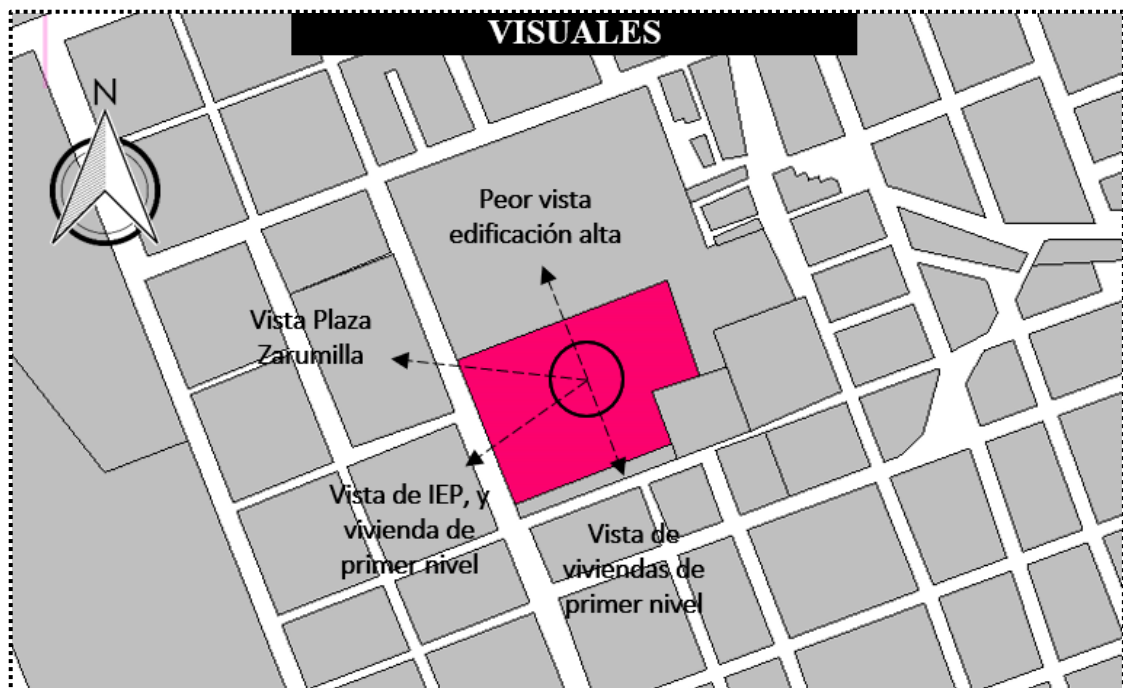 VISUALES
N
Peor vista
edificación alta
Vista Plaza
Zarumilla
Vista de IEP, y
vivienda de
primer nivel
Vista de
viviendas de
primer nivel